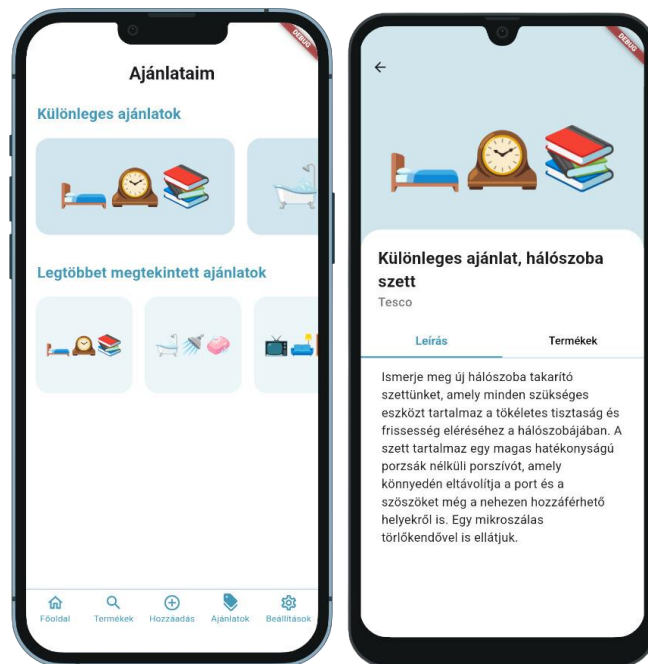 DEBUG
Ajánlataim
Különleges ajánlatok
Legtöbbet megtekintett ajánlatok
Főoldal
Termékek
Hozzáadás
Ajánlatok
Beállítások
DEBUG
Különleges ajánlat, hálószoba
szett
Tesco
Leírás
Termékek
Ismerje meg új hálószoba takarító
szettünket, amely minden szükséges
eszközt tartalmaz a tökéletes tisztaság és
frissesség eléréséhez a hálószobájában. A
szett tartalmaz egy magas hatékonyságú
porzsák nélküli porszívót, amely
könnyedén eltávolítja a port és a
szöszöket még a nehezen hozzáférhető
helyekről is. Egy mikroszálas
törlőkendővel is ellátjuk.